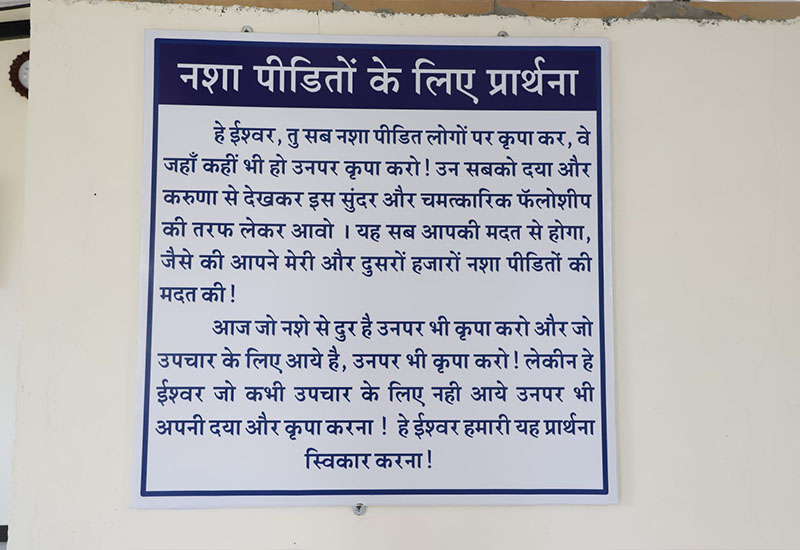 नशा पीडितों के लिए प्रार्थना
हे ईश्वर, तु सब नशा पीडित लोगों पर कृपा कर, वे
जहाँ कहीं भी हो उनपर कृपा करो! उन सबको दया और
करुणा से देखकर इस सुंदर और चमत्कारिक फॅलोशीप
की तरफ लेकर आवो । यह सब आपकी मदत से होगा,
जैसे की आपने मेरी और दुसरों हजारों नशा पीडितों की
मदत की!
आज जो नशे से दुर है उनपर भी कृपा करो और जो
उपचार के लिए आये है, उनपर भी कृपा करो! लेकीन हे
ईश्वर जो कभी उपचार के लिए नही आये उनपर भी
अपनी दया और कृपा करना ! हे ईश्वर हमारी यह प्रार्थना
स्विकार करना!